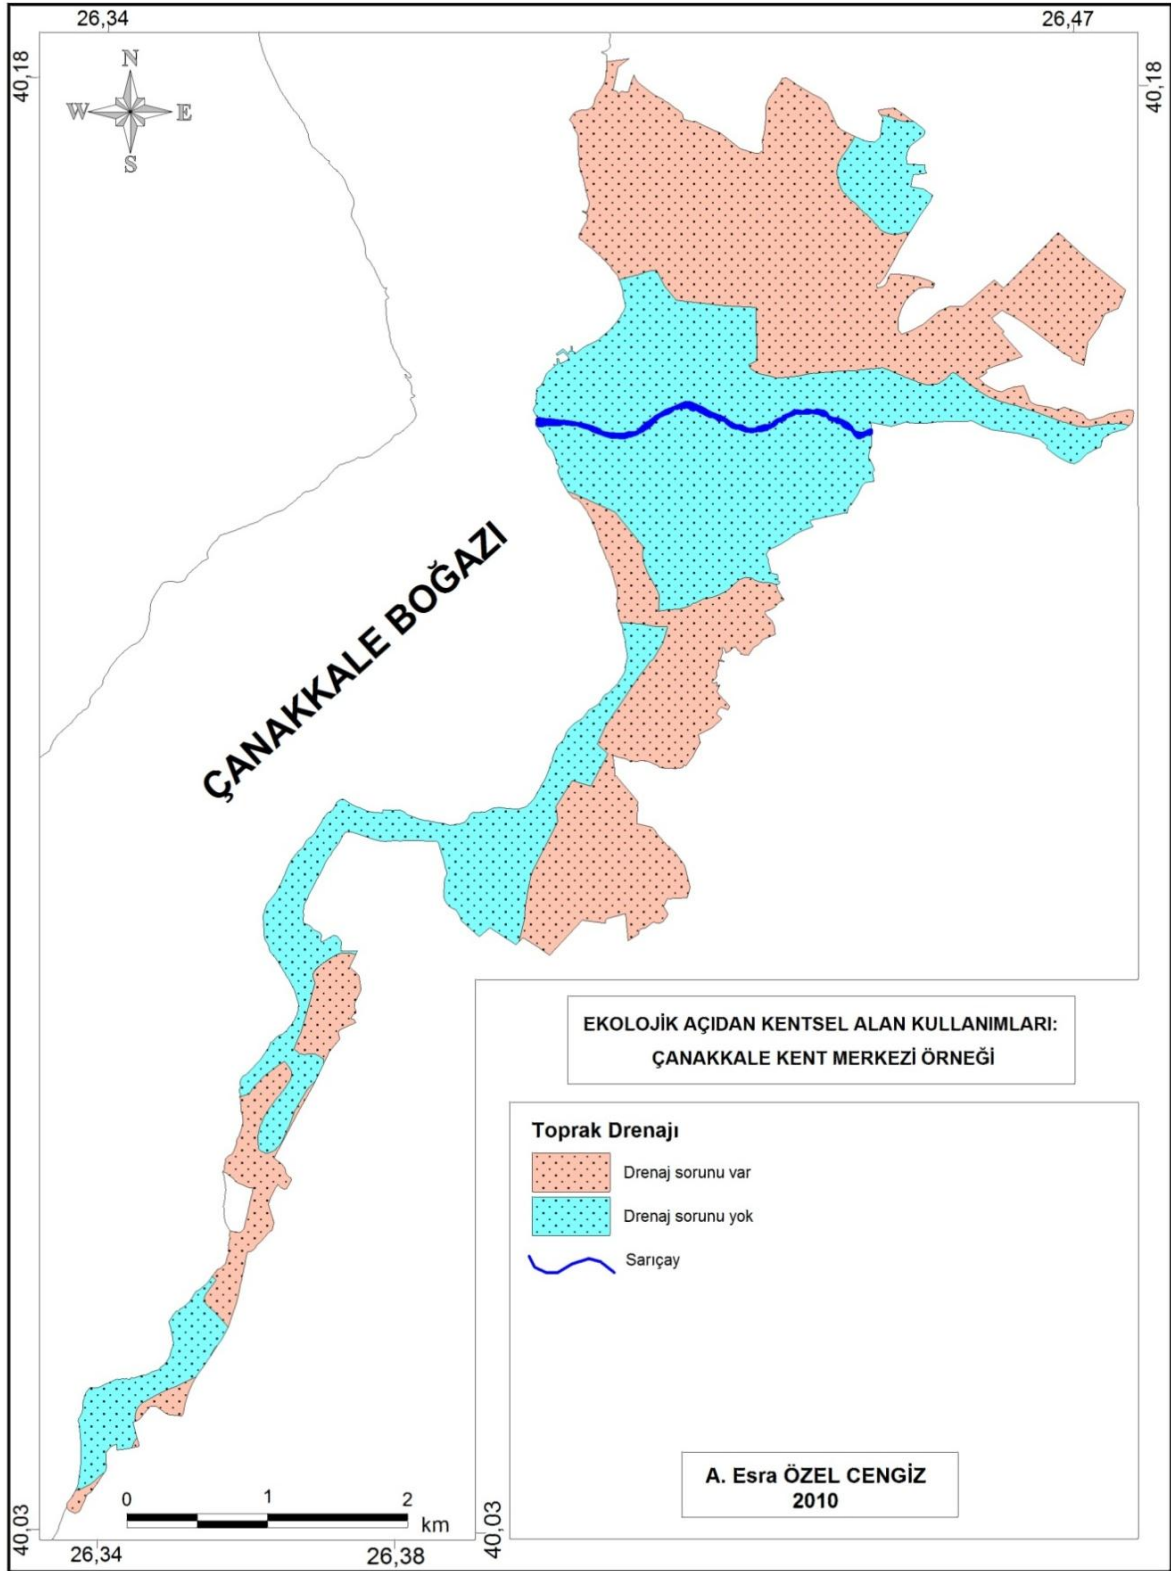 26,34
26,47
40,18
40,18
N
W
E
S
ÇANAKKALE BOĞAZI
EKOLOJİK AÇIDAN KENTSEL ALAN KULLANIMLARI:
ÇANAKKALE KENT MERKEZİ ÖRNEĞİ
Toprak Drenajı
Drenaj sorunu var
Drenaj sorunu yok
Sarıçay
A. Esra ÖZEL CENGİZ
2010
0
1
2
km
40,03
40,03
26,34
26,38